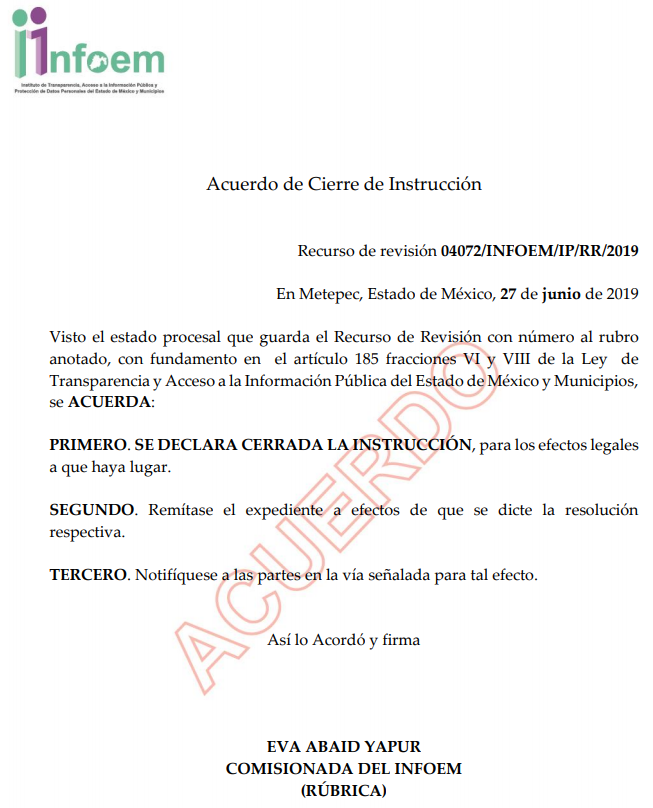 infoem
Instituto de Transparencia, Acceso a la Información Pública y
Protección de Datos Personales del Estado de México y Municipios
Acuerdo de Cierre de Instrucción
Recurso de revisión 04072/INFOEM/IP/RR/2019
En Metepec, Estado de México, 27 de junio de 2019
Visto el estado procesal que guarda el Recurso de Revisión con número al rubro
anotado, con fundamento en el artículo 185 fracciones VI y VIII de la Ley de
Transparencia y Acceso a la Información Pública del Estado de México y Municipios,
se ACUERDA:
PRIMERO. SE DECLARA CERRADA LA INSTRUCCIÓN, para los efectos legales
a que haya lugar.
SEGUNDO. Remítase el expediente a efectos de que se dicte la resolución
respectiva.
TERCERO. Notifíquese a las partes en la vía señalada para tal efecto.
ACUERDO
Así lo Acordó y firma
EVA ABAID YAPUR
COMISIONADA DEL INFOEM
(RÚBRICA)